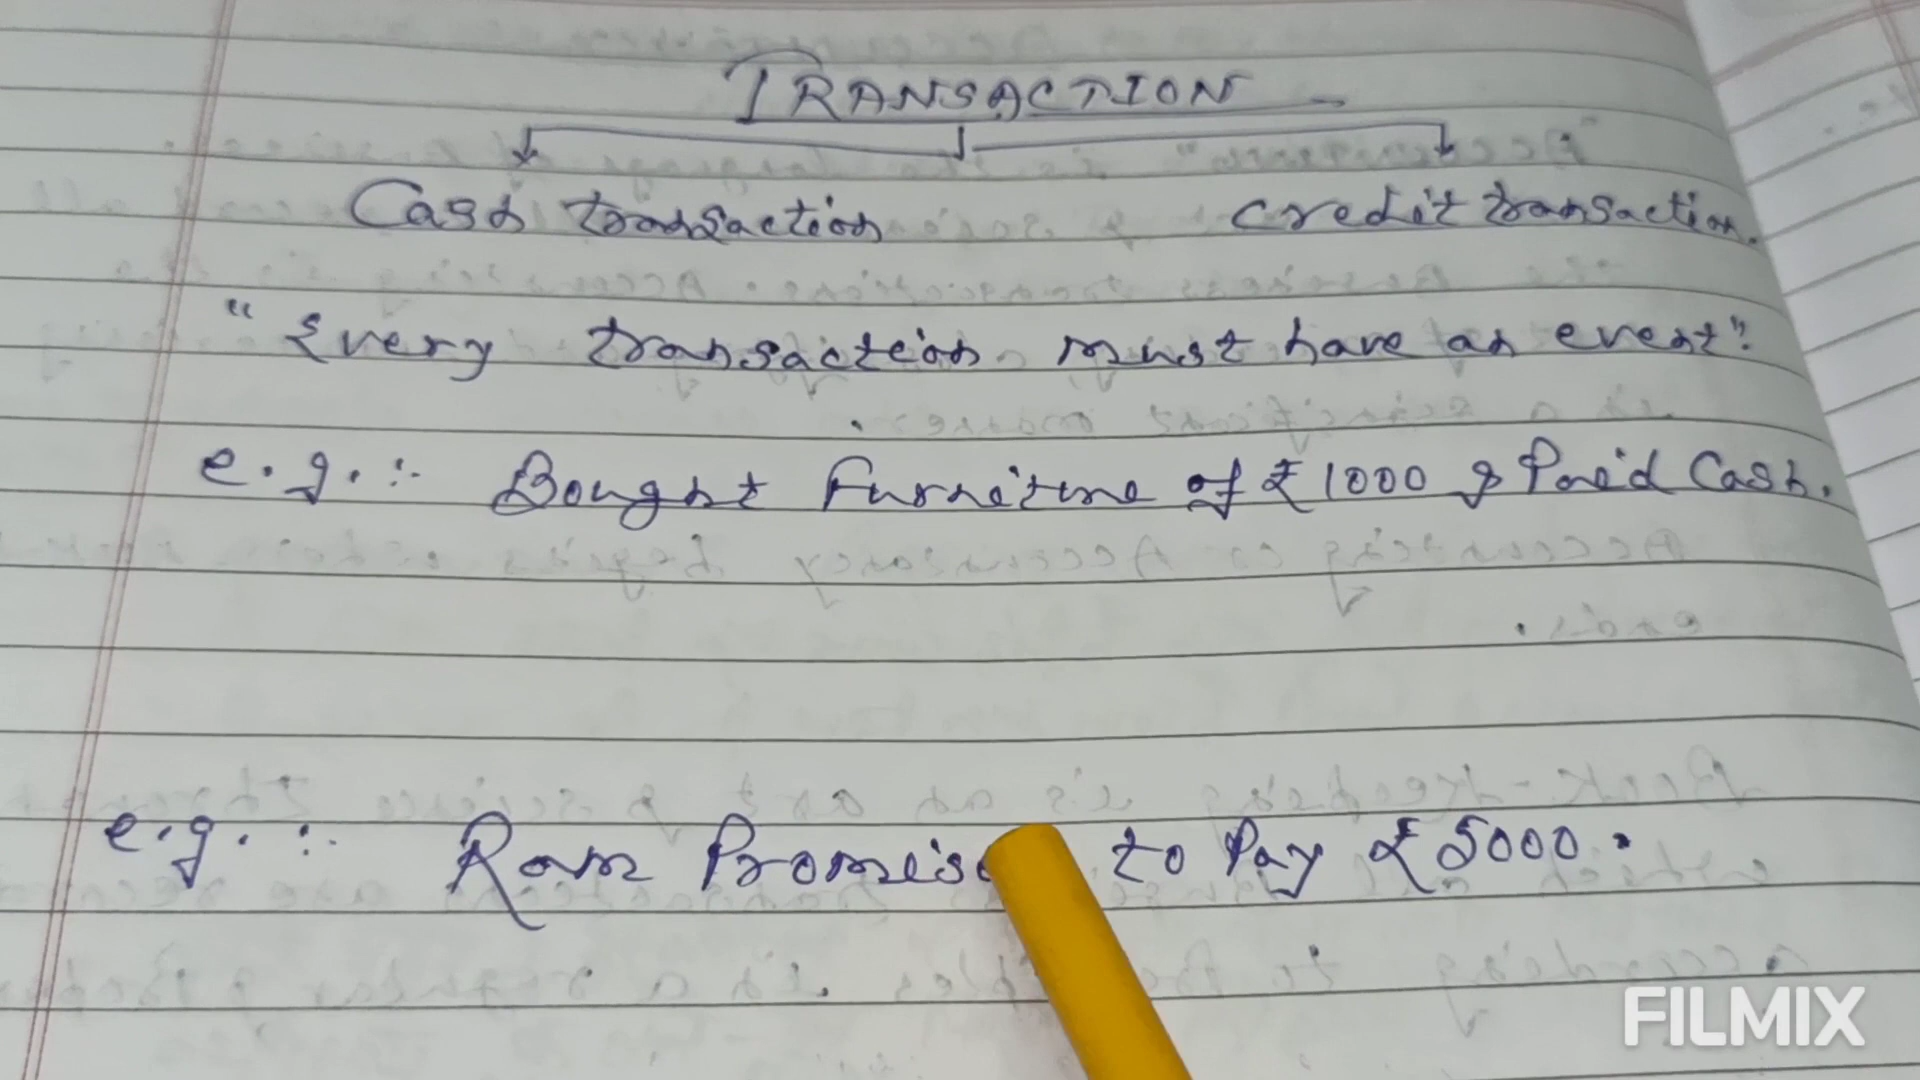 TRANSACTION
Cash transaction credit transaction.
"Every transaction must have an event".
e.g. :- Bought Furniture of ₹ 1000 & Paid Cash.
e.g. :- Ram Promise to Pay ₹ 5000.
FILMIX